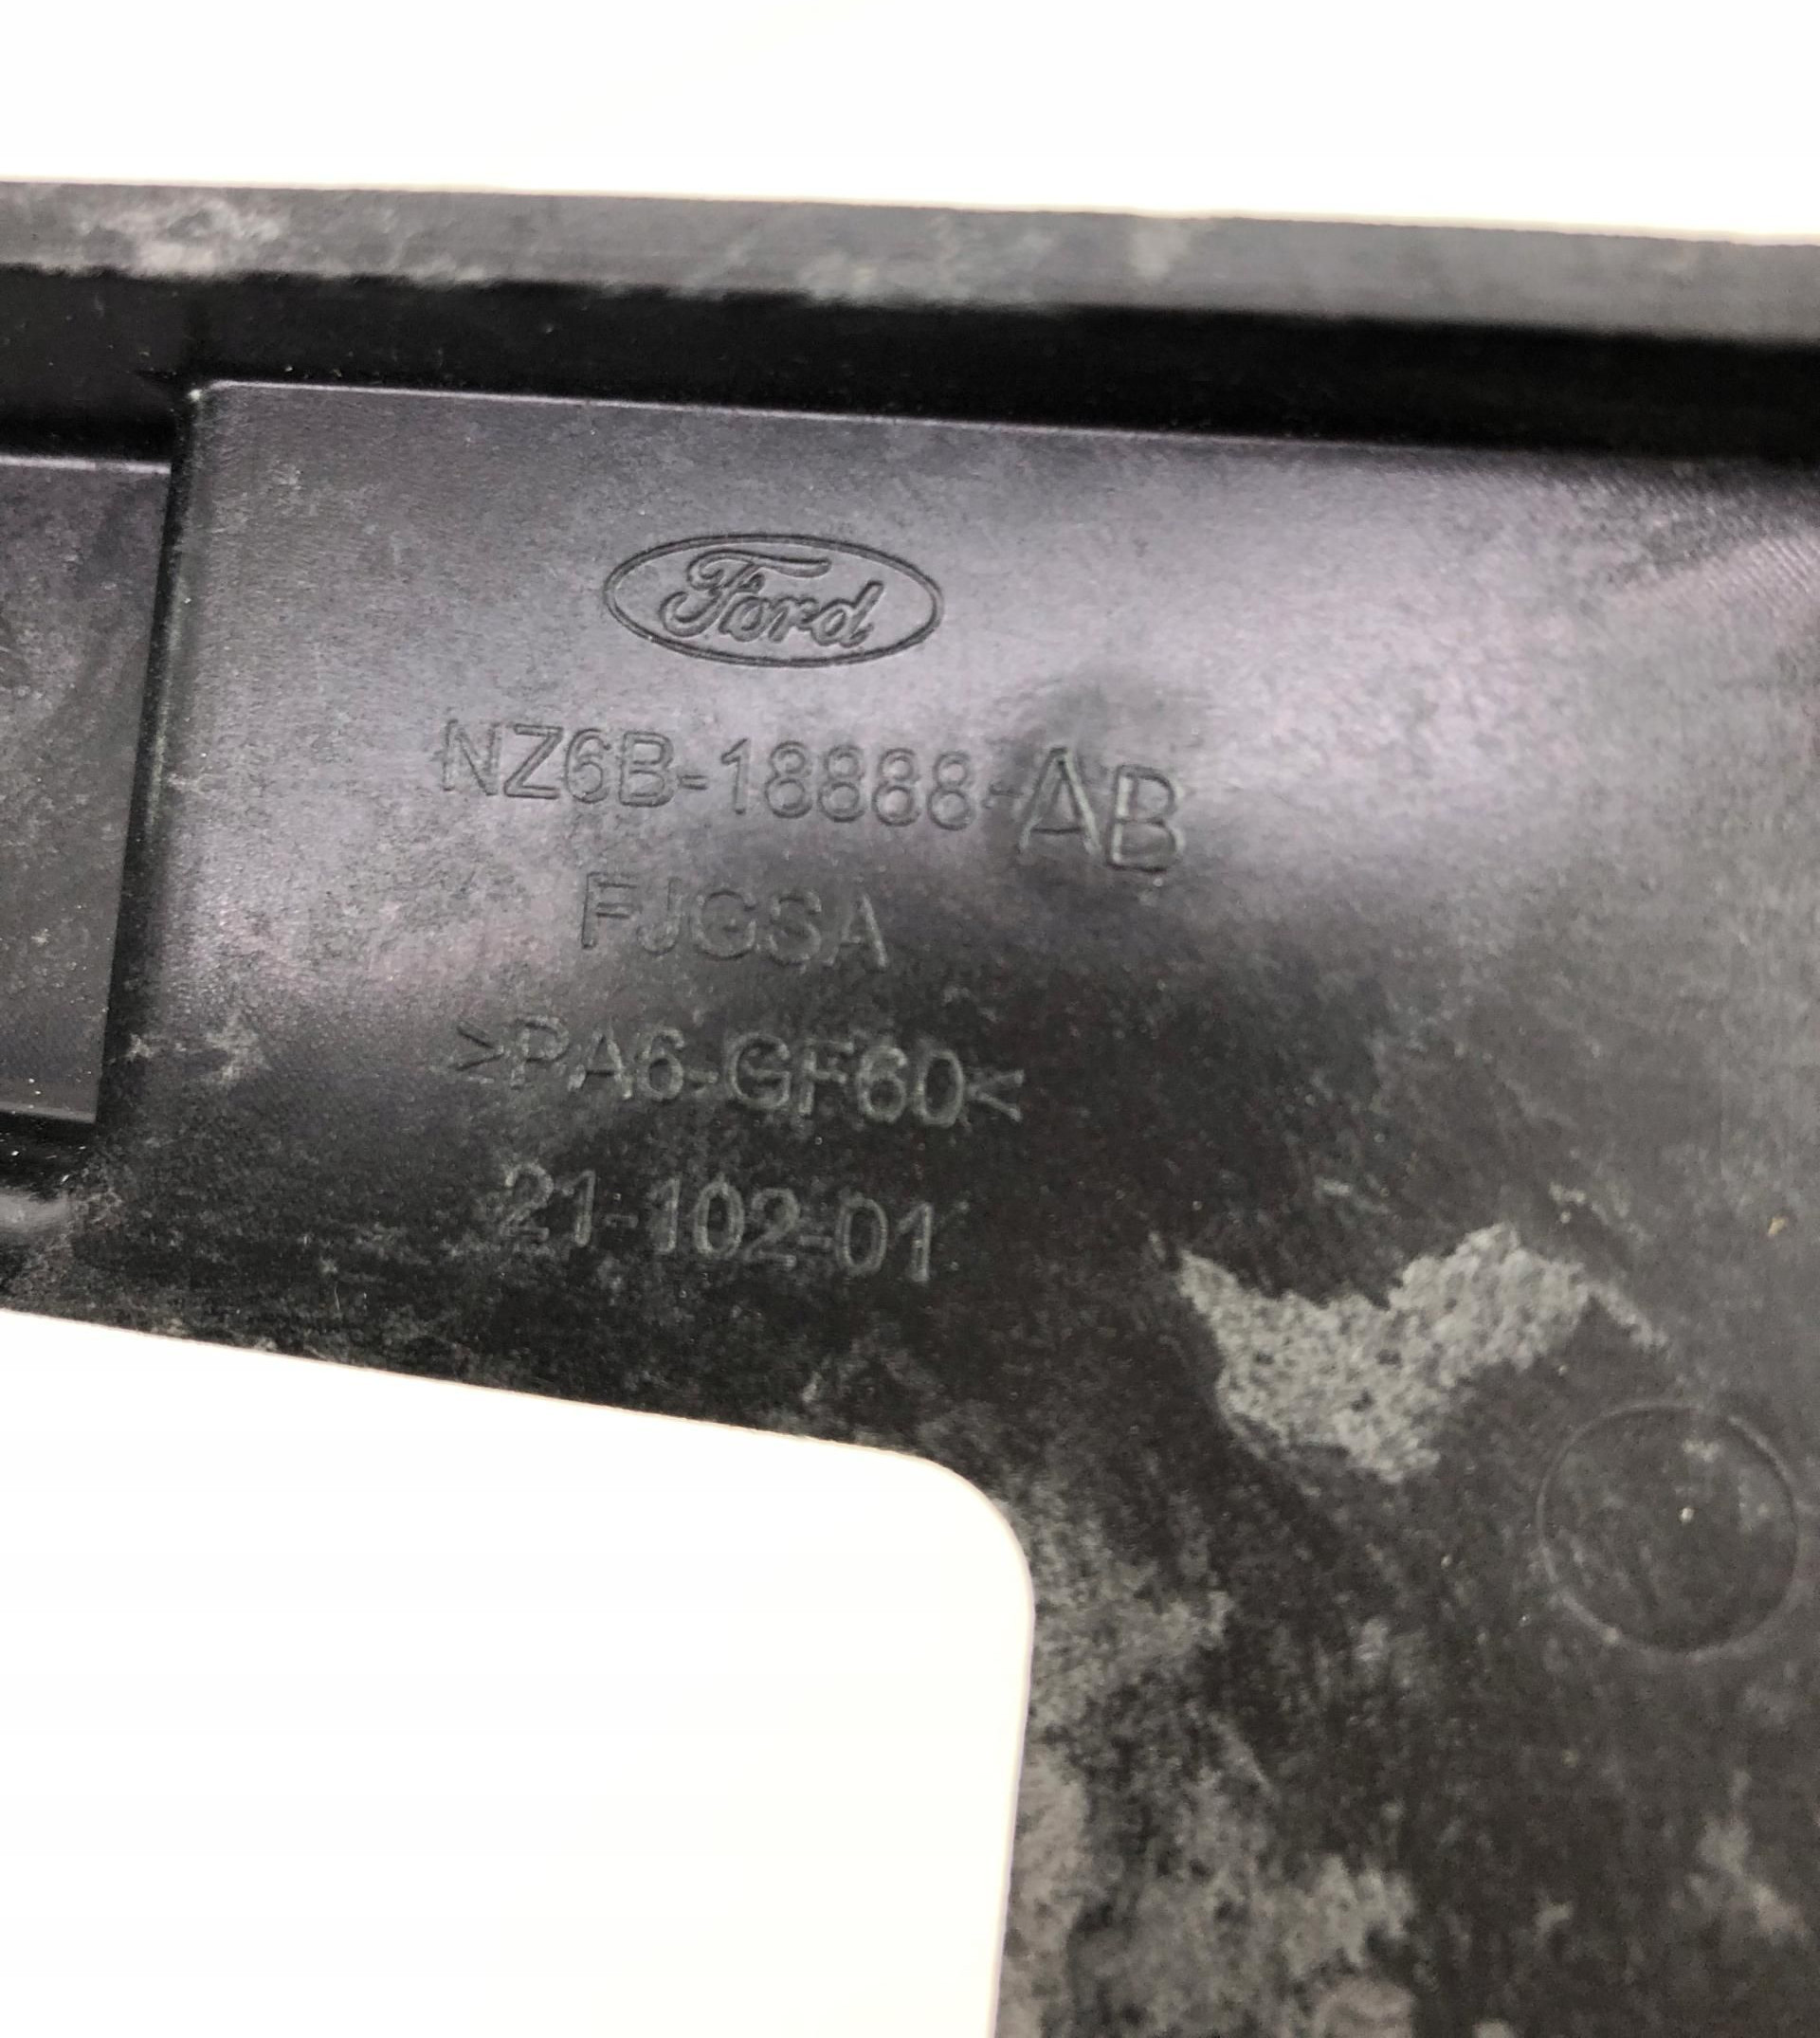 Ford
NZ6B-18888-AB
FJGSA
>PA6-GF60<
21-102-01